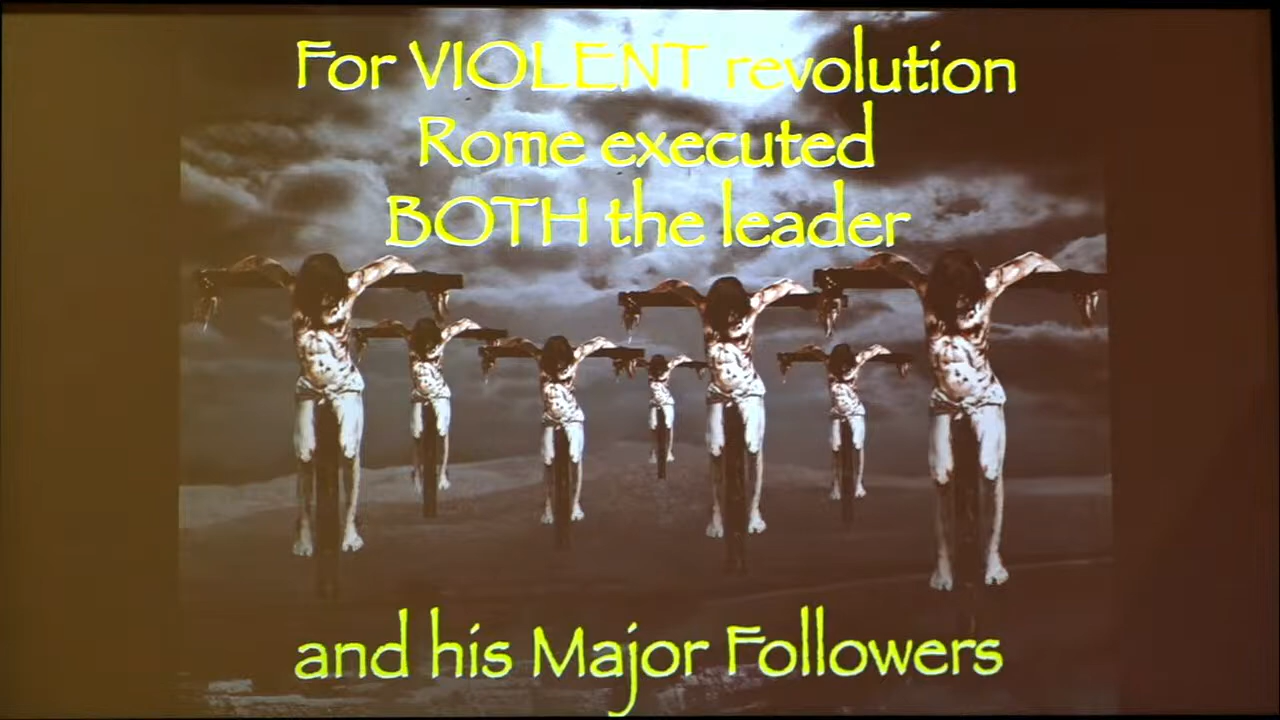 For VIOLENT revolution
Rome executed
BOTH the leader
and his Major Followers